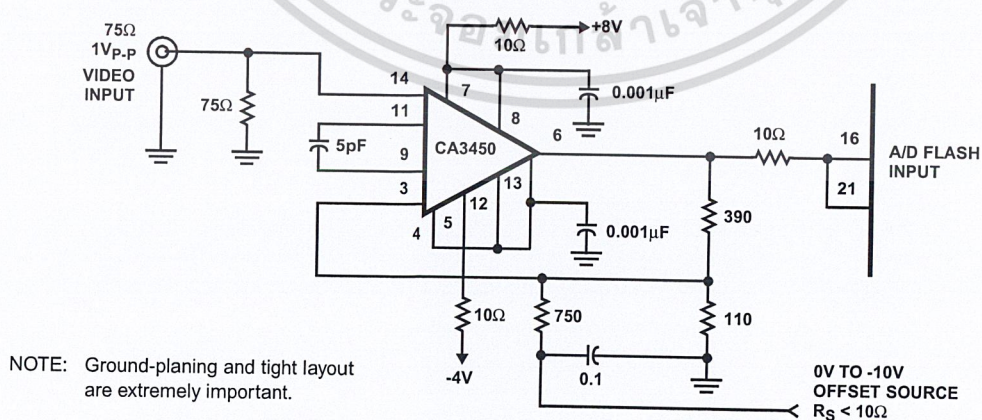 75Ω
1VP-P
VIDEO
INPUT
75Ω
5pF
14
11
9
3
4
5
12
13
7
8
6
CA3450
10Ω
+8V
0.001µF
0.001µF
10Ω
-4V
750
0.1
390
110
10Ω
16
21
A/D FLASH
INPUT
0V TO -10V
OFFSET SOURCE
RS < 10Ω
NOTE: Ground-planing and tight layout
are extremely important.